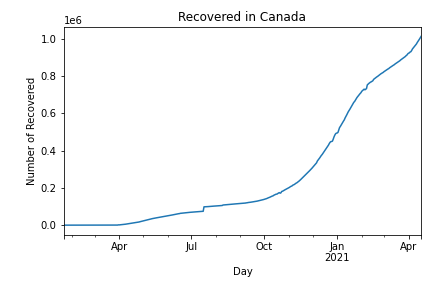 Recovered in Canada
1e6
1.0
0.8
0.6
0.4
0.2
0.0
Number of Recovered
Apr Jul Oct Jan Apr
2021
Day